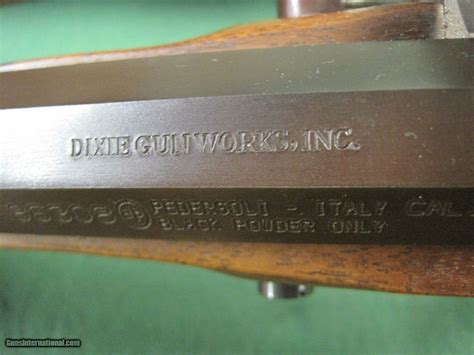 DIXIE GUN WORKS, INC.
PEDERSOLI - ITALY CAL
BLACK POWDER ONLY
GunsInternational.com